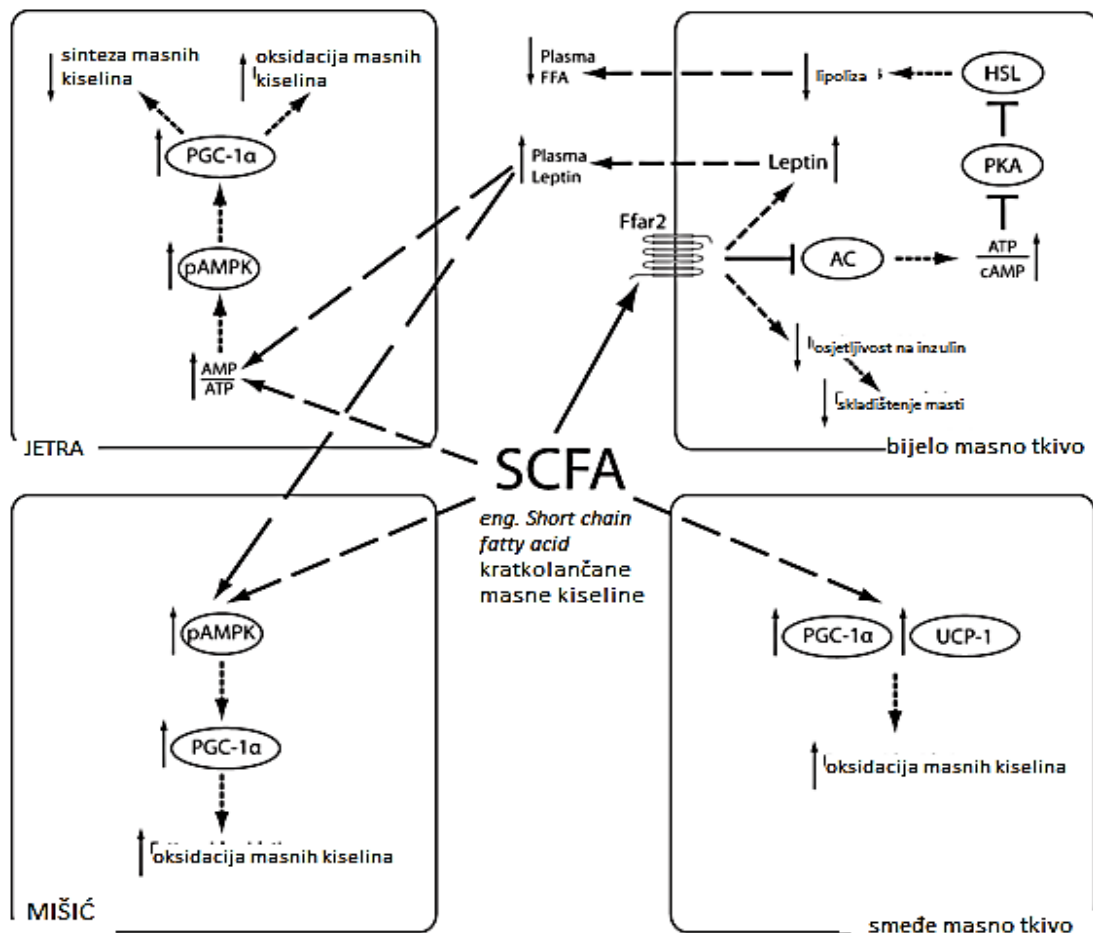 sinteza masnih
kiselina
oksidacija masnih
kiselina
PGC-1α
pAMPK
AMP
ATP
JETRA
Plasma
FFA
Plasma
Leptin
lipoliza
HSL
Leptin
PKA
Ffar2
AC
ATP
cAMP
osjetljivost na inzulin
skladištenje masti
bijelo masno tkivo
SCFA
eng. Short chain
fatty acid
kratkolančane
masne kiseline
pAMPK
PGC-1α
oksidacija masnih kiselina
MIŠIĆ
PGC-1α
UCP-1
oksidacija masnih kiselina
smeđe masno tkivo